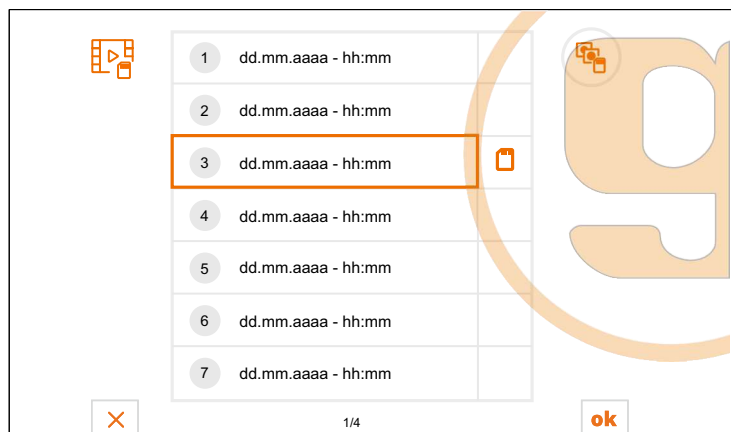 1 dd.mm.aaaa - hh:mm
2 dd.mm.aaaa - hh:mm
3 dd.mm.aaaa - hh:mm
4 dd.mm.aaaa - hh:mm
5 dd.mm.aaaa - hh:mm
6 dd.mm.aaaa - hh:mm
7 dd.mm.aaaa - hh:mm
1/4
ok
g